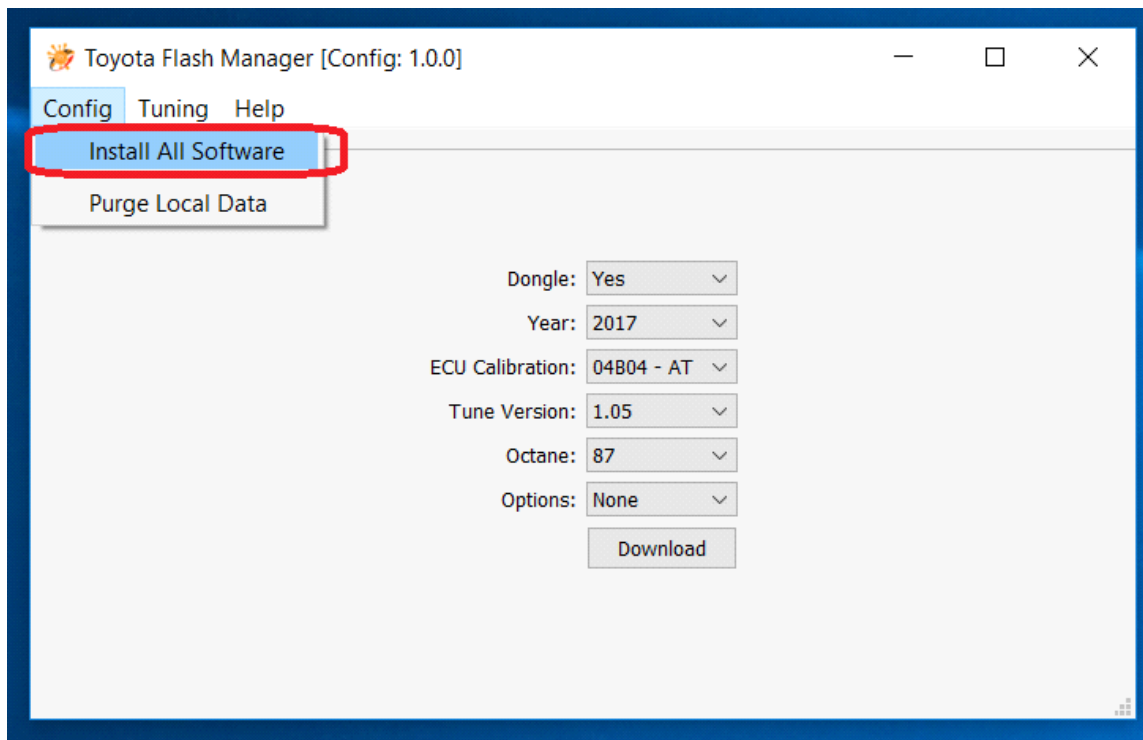 Toyota Flash Manager [Config: 1.0.0]
Config Tuning Help
Install All Software
Purge Local Data
Dongle: Yes
Year: 2017
ECU Calibration: 04B04 - AT
Tune Version: 1.05
Octane: 87
Options: None
Download